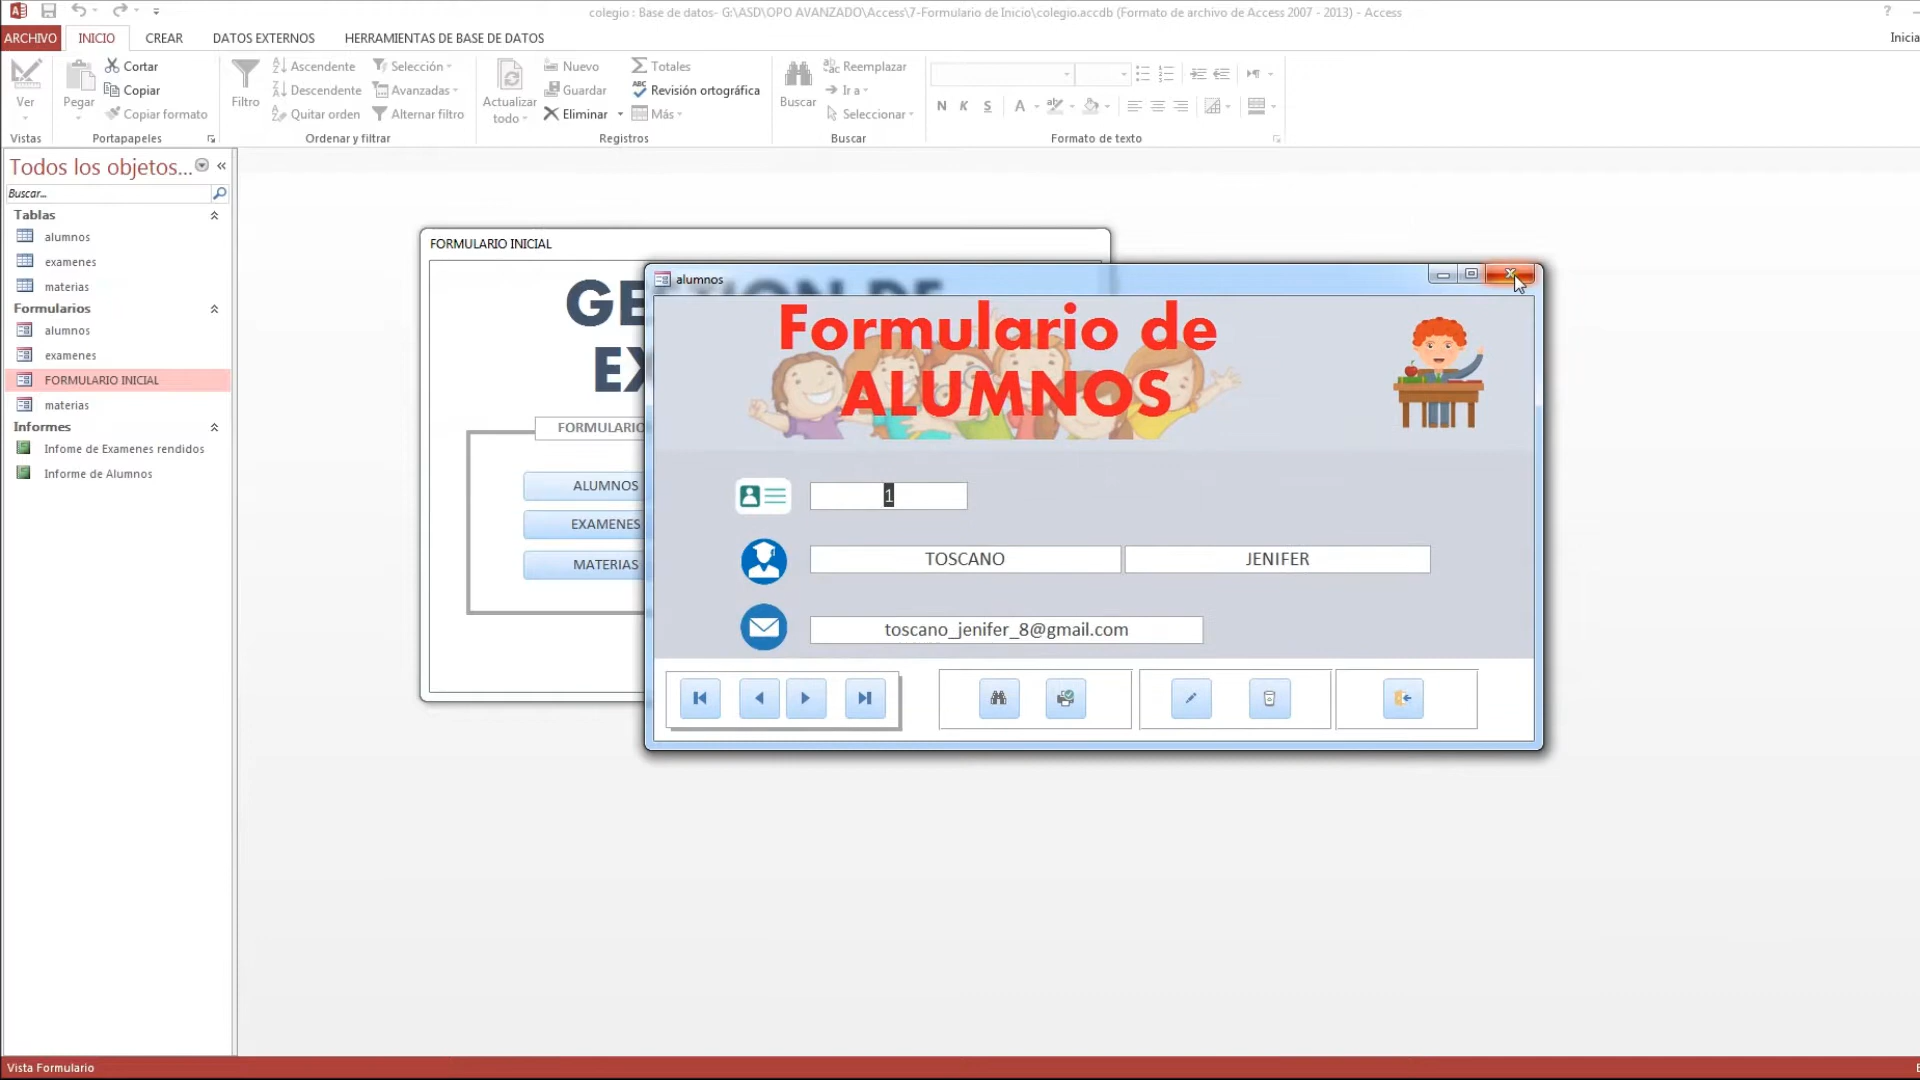 colegio : Base de datos- G:\ASD\OPO AVANZADO\Access\7-Formulario de Inicio\colegio.accdb (Formato de archivo de Access 2007 - 2013) - Access
ARCHIVO INICIO CREAR DATOS EXTERNOS HERRAMIENTAS DE BASE DE DATOS
Ver
Vistas
Pegar
Cortar
Copiar
Copiar formato
Portapapeles
Filtro
Ascendente
Descendente
Quitar orden
Selección
Avanzadas
Alternar filtro
Ordenar y filtrar
Actualizar
todo
Nuevo
Guardar
Eliminar
Totales
Revisión ortográfica
Más
Registros
Buscar
Reemplazar
Ir a
Seleccionar
Buscar
N K S A
Formato de texto
Todos los objetos...
Buscar...
Tablas
alumnos
examenes
materias
Formularios
alumnos
examenes
FORMULARIO INICIAL
materias
Informes
Infome de Examenes rendidos
Informe de Alumnos
FORMULARIO INICIAL
FORMULARIO
ALUMNOS
EXAMENES
MATERIAS
alumnos
Formulario de
ALUMNOS
1
TOSCANO JENIFER
toscano_jenifer_8@gmail.com
Vista Formulario